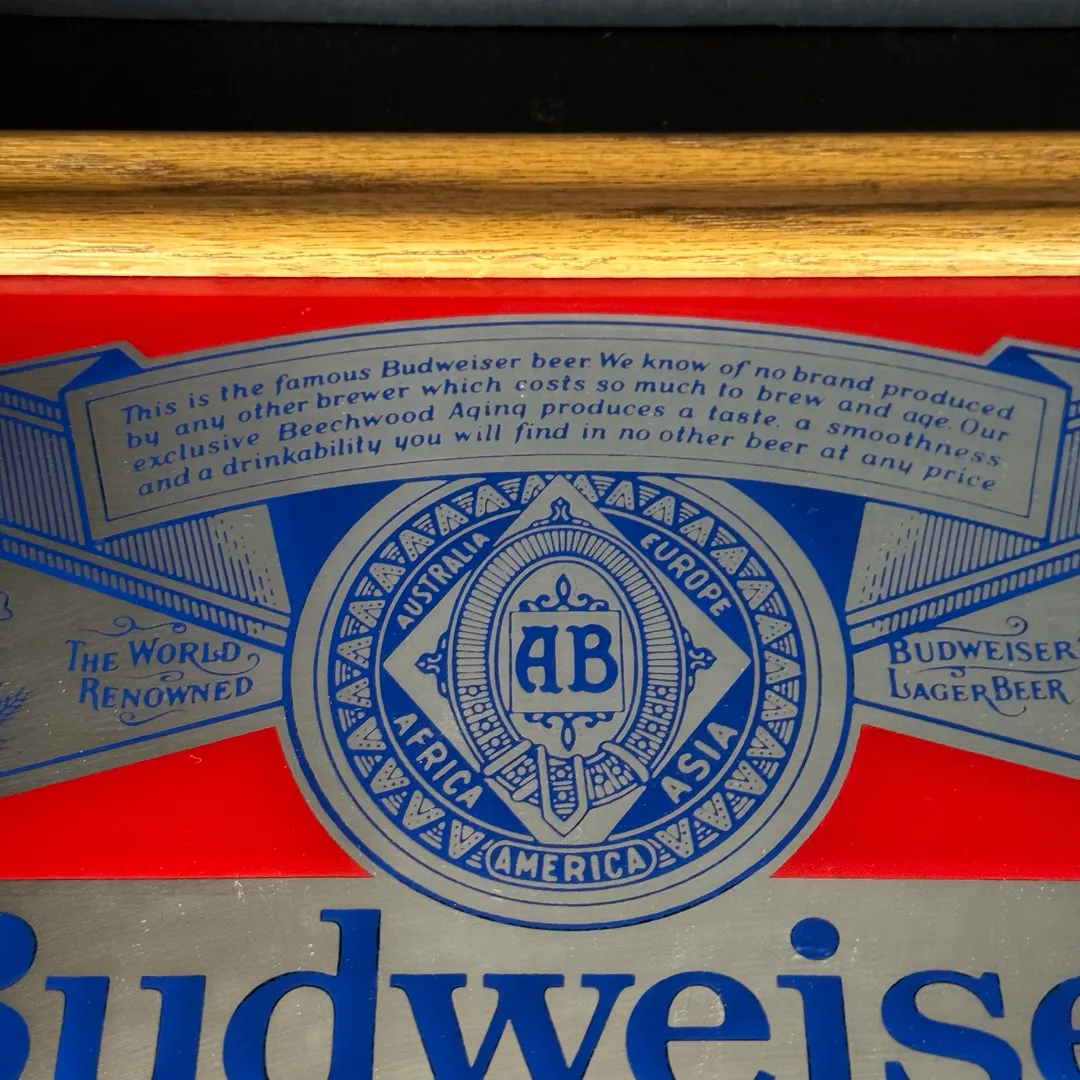 This is the famous Budweiser beer. We know of no brand produced
by any other brewer which costs so much to brew and age. Our
exclusive Beechwood Aging produces a taste, a smoothness
and a drinkability you will find in no other beer at any price
AUSTRALIA
EUROPE
THE WORLD
RENOWNED
AB
BUDWEISER
LAGER BEER
AFRICA
ASIA
AMERICA
Budweise